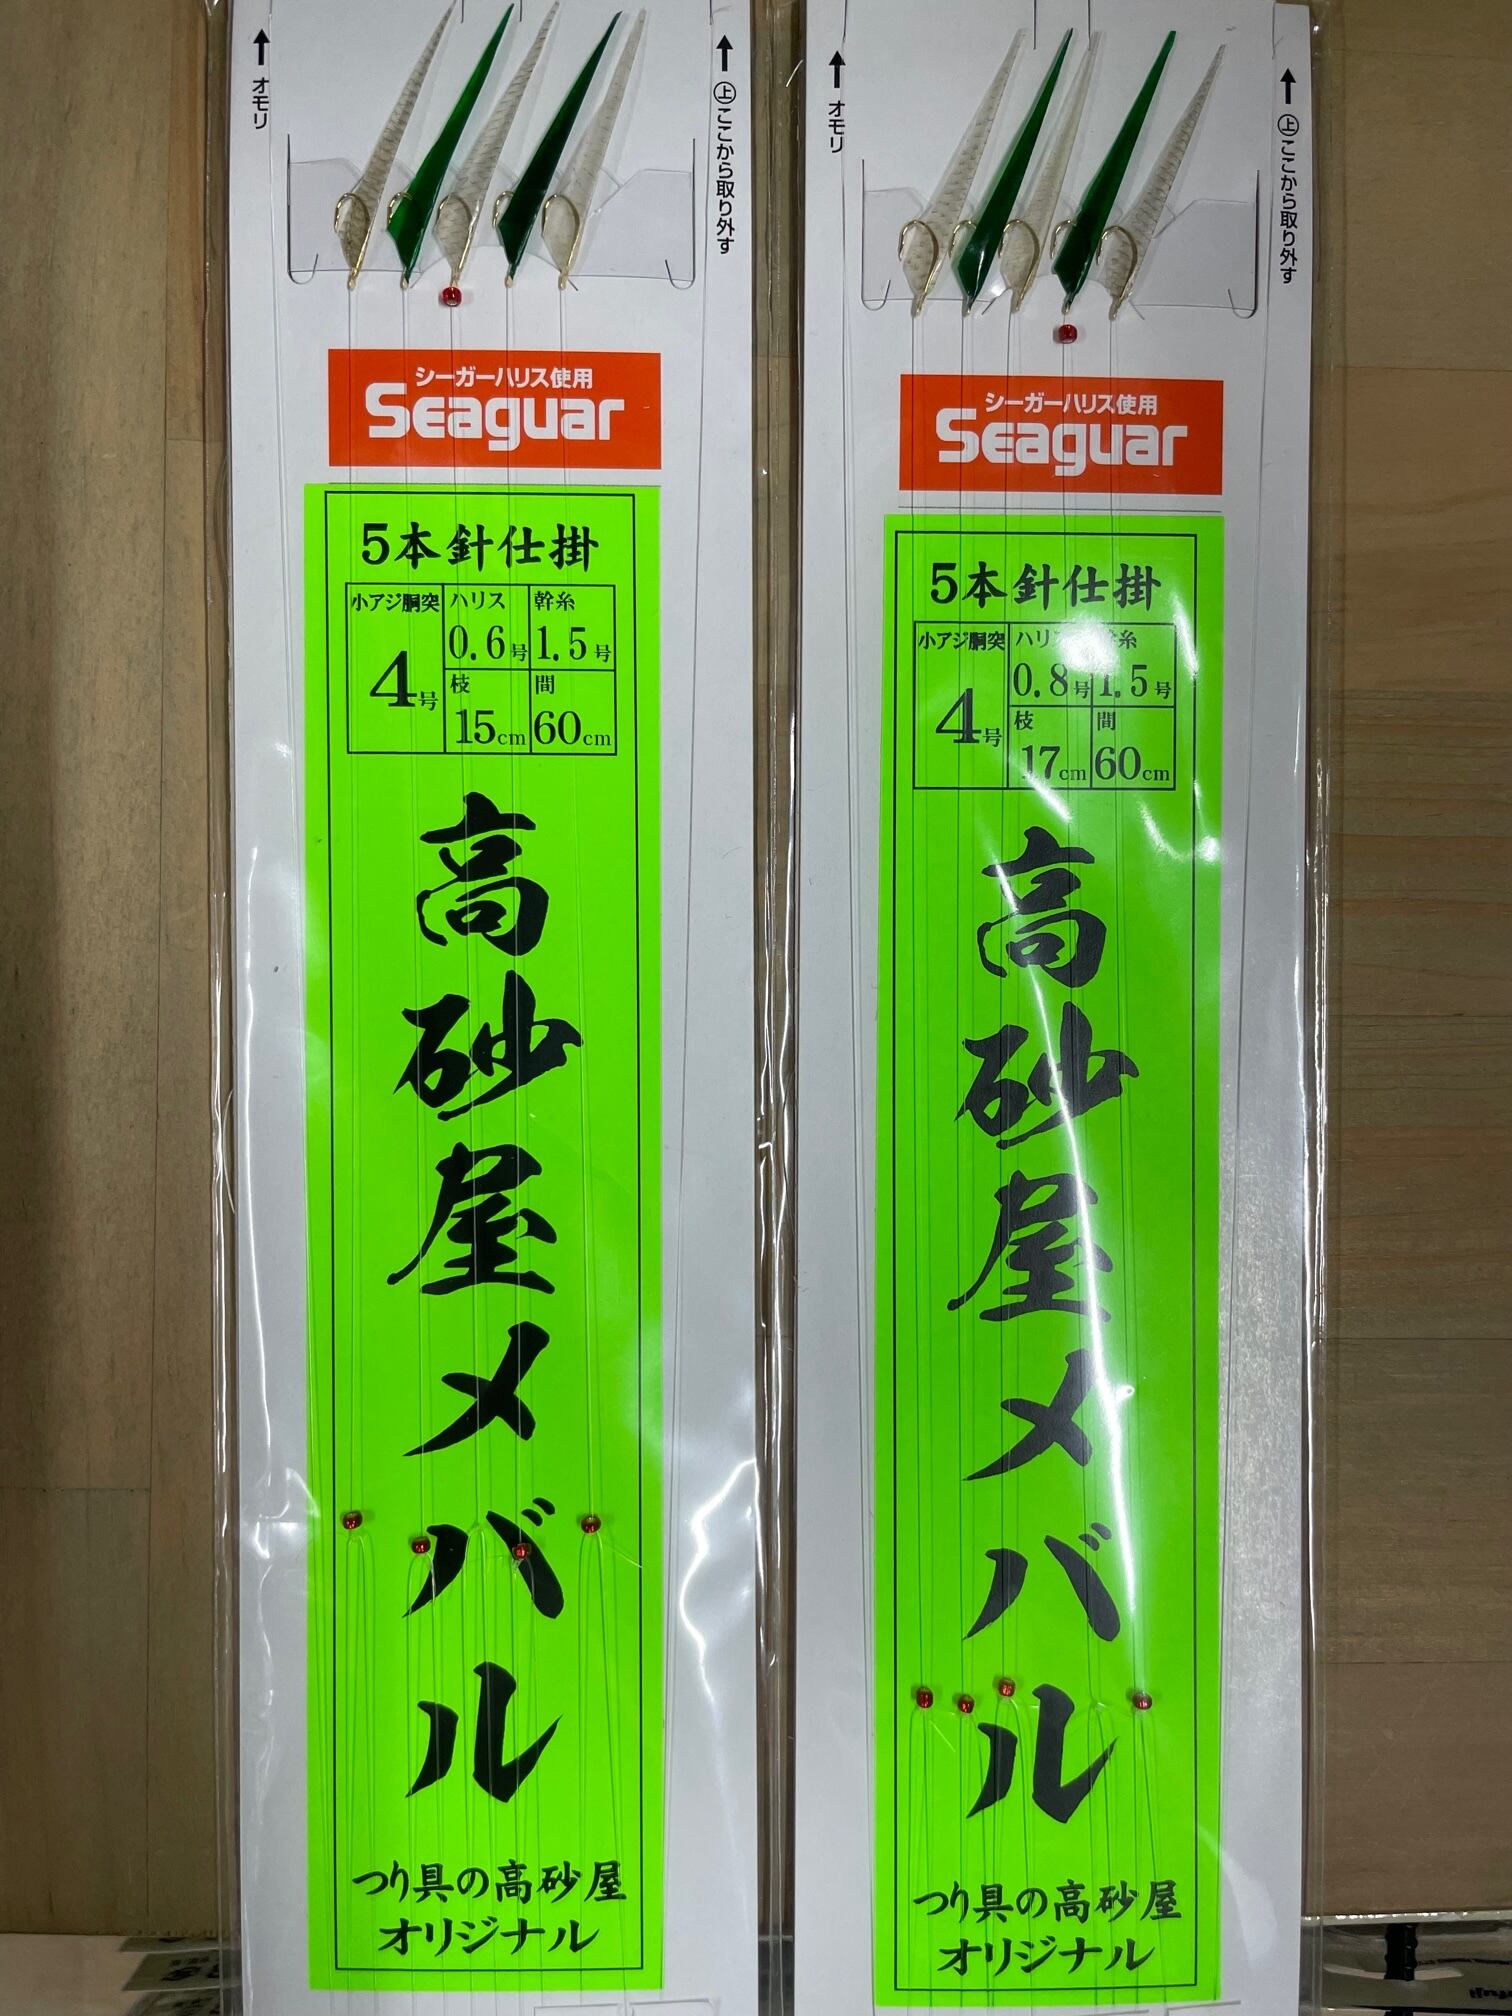 オモリ
上ここから取り外す
シーガーハリス使用
Seaguar
5本針仕掛
小アジ胴突 ハリス 幹糸
4号 0.6号 1.5号
枝 間
15cm 60cm
高砂屋メバル
つり具の高砂屋
オリジナル
オモリ
上ここから取り外す
シーガーハリス使用
Seaguar
5本針仕掛
小アジ胴突 ハリス 幹糸
4号 0.8号 1.5号
枝 間
17cm 60cm
高砂屋メバル
つり具の高砂屋
オリジナル